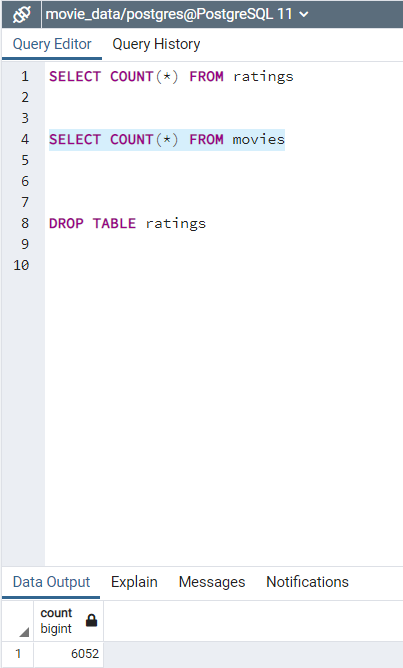 movie_data/postgres@PostgreSQL 11
Query Editor Query History
1 SELECT COUNT(*) FROM ratings
2
3
4 SELECT COUNT(*) FROM movies
5
6
7
8 DROP TABLE ratings
9
10
Data Output Explain Messages Notifications
count
bigint
1 6052